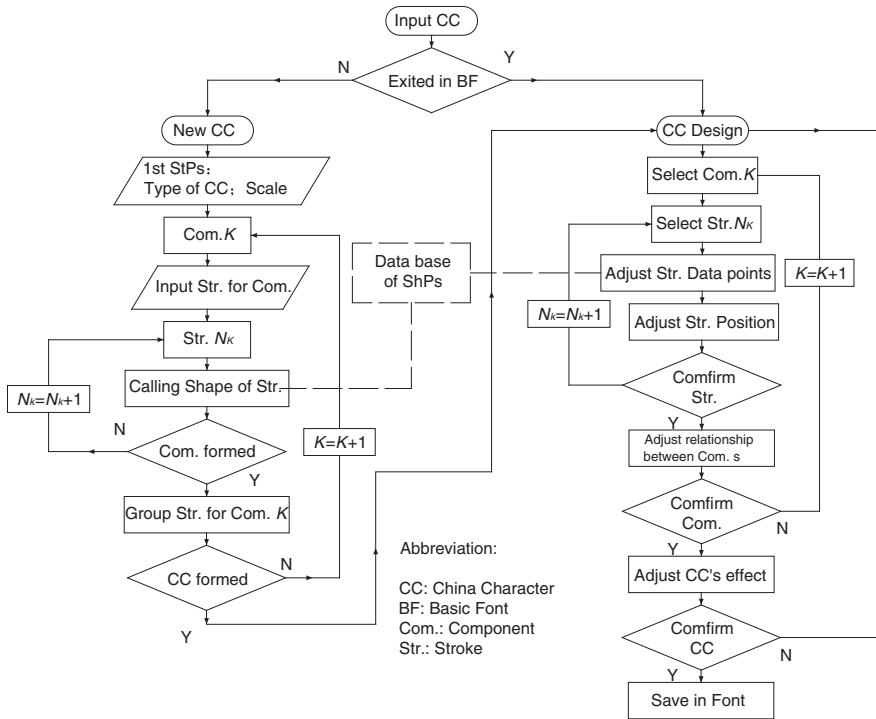 Input CC
Exited in BF
N
Y
New CC
1st StPs:
Type of CC; Scale
Com.K
Input Str. for Com.
Str. NK
Calling Shape of Str.
Nk=Nk+1
N
Com. formed
Y
Group Str. for Com. K
CC formed
N
Y
K=K+1
Data base
of ShPs
Abbreviation:
CC: China Character
BF: Basic Font
Com.: Component
Str.: Stroke
CC Design
Select Com.K
Select Str.NK
Adjust Str. Data points
K=K+1
Nk=Nk+1
Adjust Str. Position
Comfirm
Str.
Y
Adjust relationship
between Com. s
Comfirm
Com.
N
Y
Adjust CC's effect
Comfirm
CC
N
Y
Save in Font